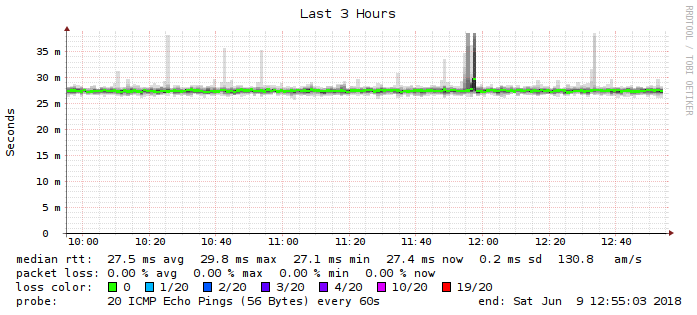 Last 3 Hours
RRDTOOL / TOBI OETIKER
Seconds
35 m
30 m
25 m
20 m
15 m
10 m
5 m
0
10:00 10:20 10:40 11:00 11:20 11:40 12:00 12:20 12:40
median rtt: 27.5 ms avg 29.8 ms max 27.1 ms min 27.4 ms now 0.2 ms sd 130.8 am/s
packet loss: 0.00 % avg 0.00 % max 0.00 % min 0.00 % now
loss color: 0 1/20 2/20 3/20 4/20 10/20 19/20
probe: 20 ICMP Echo Pings (56 Bytes) every 60s end: Sat Jun 9 12:55:03 2018